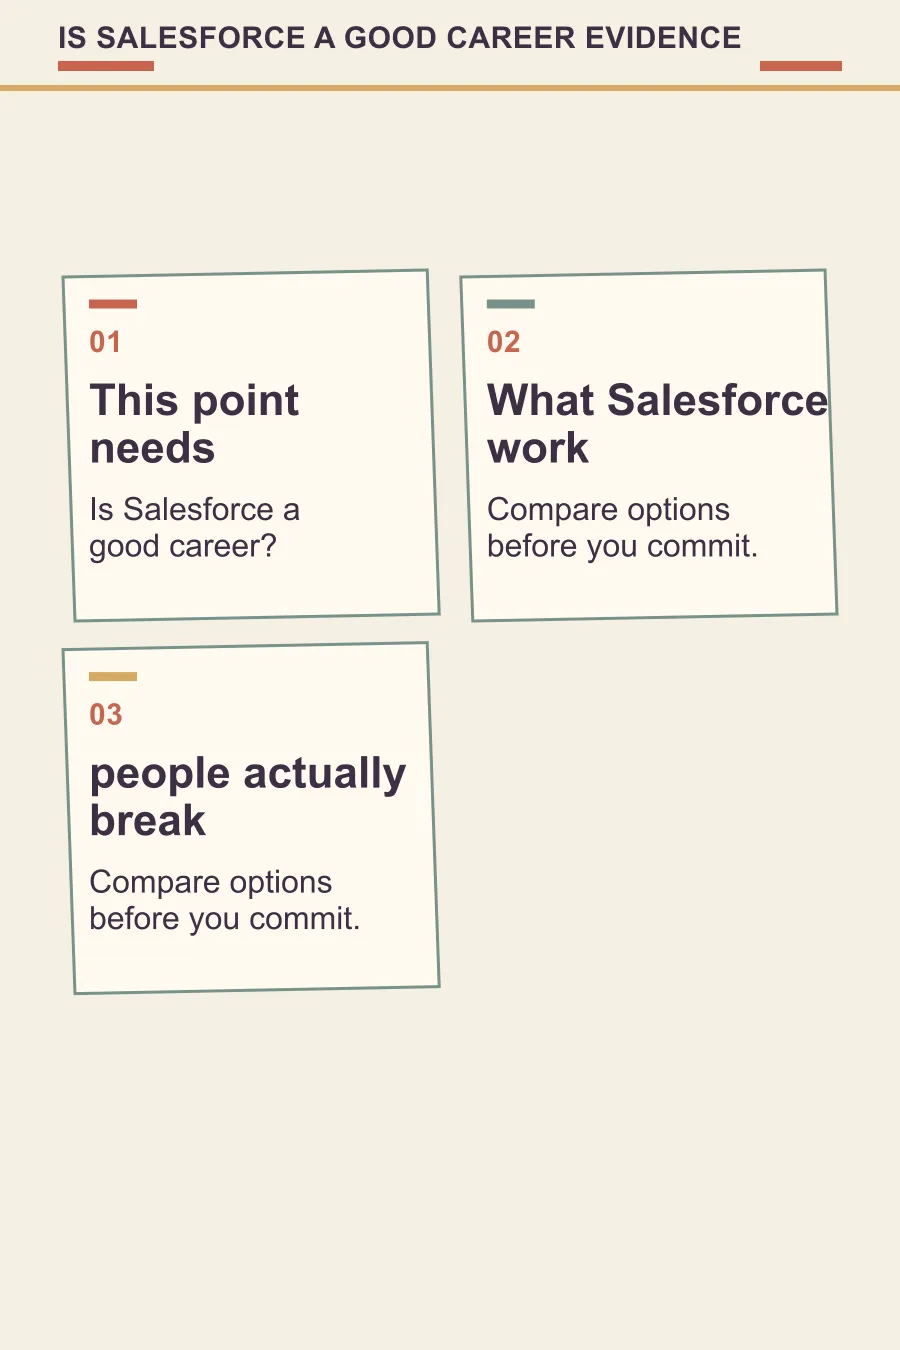 IS SALESFORCE A GOOD CAREER EVIDENCE
01
This point
needs
Is Salesforce a
good career?
02
What Salesforce
work
Compare options
before you commit.
03
people actually
break
Compare options
before you commit.